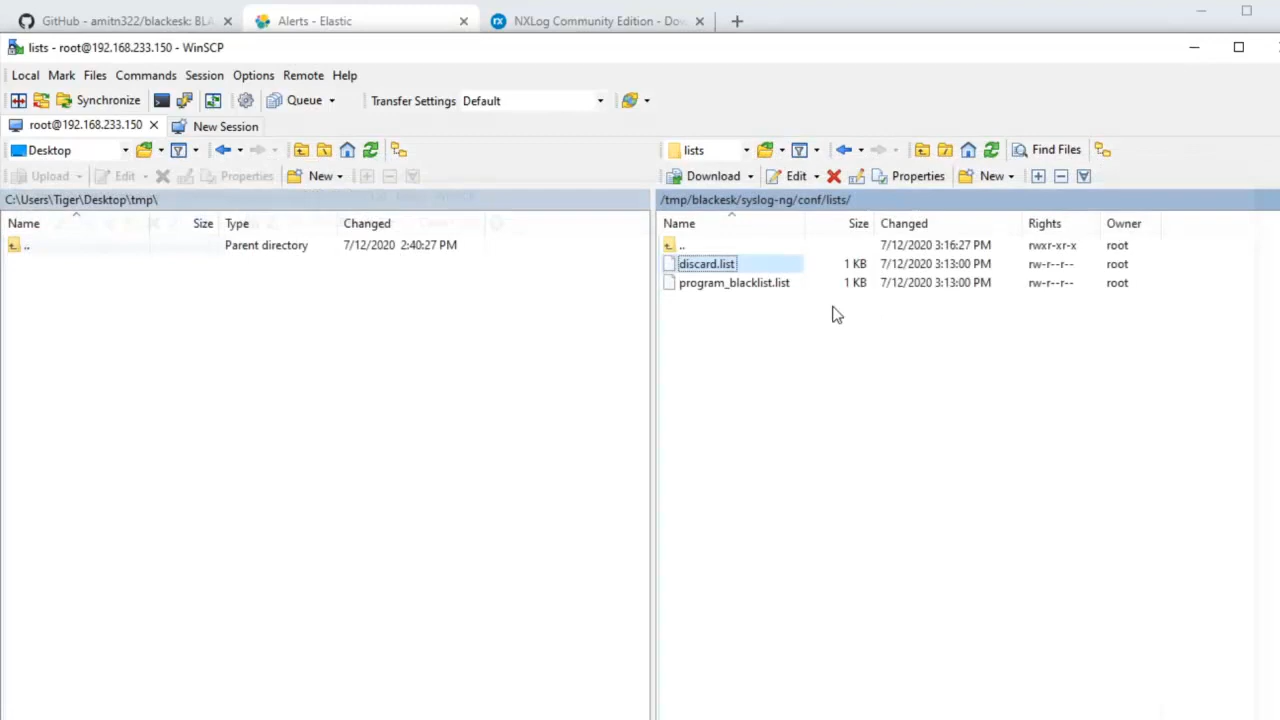 GitHub - amitn322/blackesk: BLA
Alerts - Elastic
NXLog Community Edition - Dow
lists - root@192.168.233.150 - WinSCP
Local Mark Files Commands Session Options Remote Help
Synchronize Queue Transfer Settings Default
root@192.168.233.150 New Session
Desktop lists Find Files
Upload Edit Properties New Download Edit Properties New
C:\Users\Tiger\Desktop\tmp\ /tmp/blackesk/syslog-ng/conf/lists/
Name Size Type Changed Name Size Changed Rights Owner
.. Parent directory 7/12/2020 2:40:27 PM .. 7/12/2020 3:16:27 PM rwxr-xr-x root
discard.list 1 KB 7/12/2020 3:13:00 PM rw-r--r-- root
program_blacklist.list 1 KB 7/12/2020 3:13:00 PM rw-r--r-- root